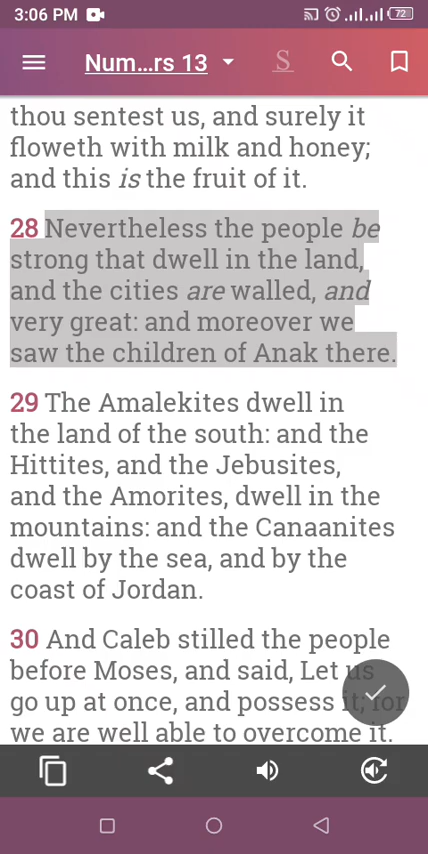 3:06 PM
72
Num...rs 13
S
thou sentest us, and surely it
floweth with milk and honey;
and this is the fruit of it.
28 Nevertheless the people be
strong that dwell in the land,
and the cities are walled, and
very great: and moreover we
saw the children of Anak there.
29 The Amalekites dwell in
the land of the south: and the
Hittites, and the Jebusites,
and the Amorites, dwell in the
mountains: and the Canaanites
dwell by the sea, and by the
coast of Jordan.
30 And Caleb stilled the people
before Moses, and said, Let us
go up at once, and possess it; for
we are well able to overcome it.